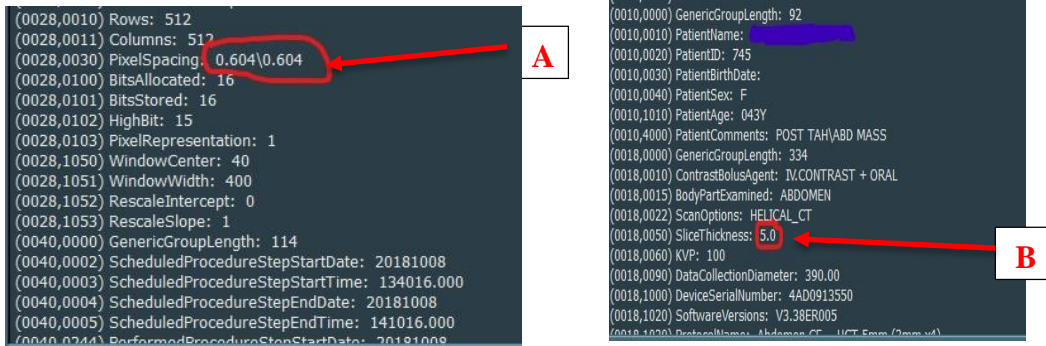 (0028,0010) Rows: 512
(0028,0011) Columns: 512
(0028,0030) PixelSpacing: 0.604\0.604
(0028,0100) BitsAllocated: 16
(0028,0101) BitsStored: 16
(0028,0102) HighBit: 15
(0028,0103) PixelRepresentation: 1
(0028,1050) WindowCenter: 40
(0028,1051) WindowWidth: 400
(0028,1052) RescaleIntercept: 0
(0028,1053) RescaleSlope: 1
(0040,0000) GenericGroupLength: 114
(0040,0002) ScheduledProcedureStepStartDate: 20181008
(0040,0003) ScheduledProcedureStepStartTime: 134016.000
(0040,0004) ScheduledProcedureStepEndDate: 20181008
(0040,0005) ScheduledProcedureStepEndTime: 141016.000
(0040,0244) PerformedProcedureStepStartDate: 20181008
A
(0010,0000) GenericGroupLength: 92
(0010,0010) PatientName:
(0010,0020) PatientID: 745
(0010,0030) PatientBirthDate:
(0010,0040) PatientSex: F
(0010,1010) PatientAge: 043Y
(0010,4000) PatientComments: POST TAH\ABD MASS
(0018,0000) GenericGroupLength: 334
(0018,0010) ContrastBolusAgent: IV.CONTRAST + ORAL
(0018,0015) BodyPartExamined: ABDOMEN
(0018,0022) ScanOptions: HELICAL_CT
(0018,0050) SliceThickness: 5.0
(0018,0060) KVP: 100
(0018,0090) DataCollectionDiameter: 390.00
(0018,1000) DeviceSerialNumber: 4AD0913550
(0018,1020) SoftwareVersions: V3.38ER005
ProtocolName: Abdomen CE
B